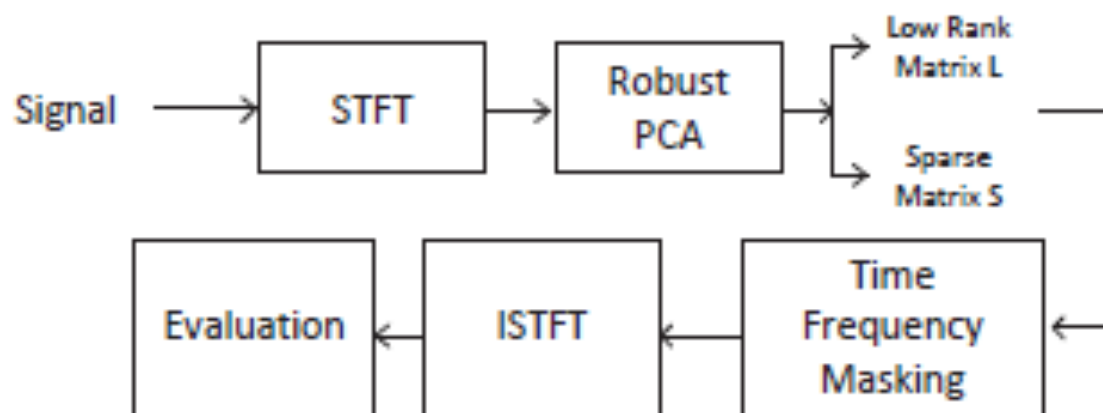 Signal
STFT
Robust
PCA
Low Rank
Matrix L
Sparse
Matrix S
Time
Frequency
Masking
ISTFT
Evaluation